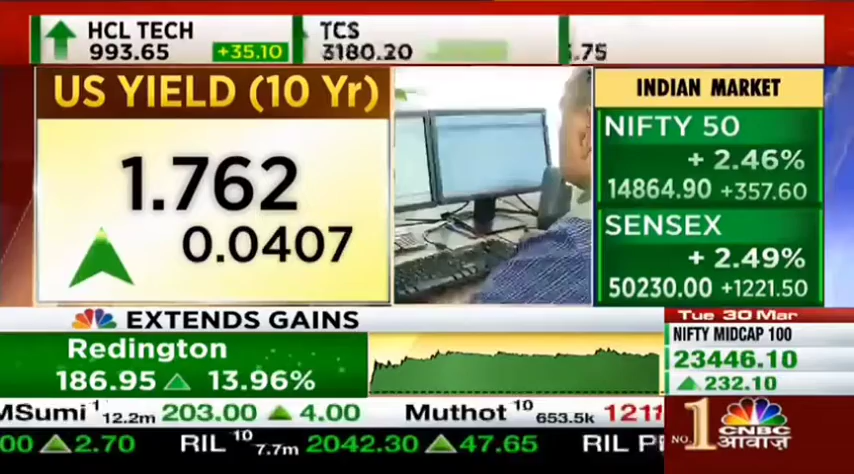 HCL TECH
993.65 +35.10
TCS
3180.20
.75
US YIELD (10 Yr)
1.762
0.0407
INDIAN MARKET
NIFTY 50
+ 2.46%
14864.90 +357.60
SENSEX
+ 2.49%
50230.00 +1221.50
EXTENDS GAINS
Redington
186.95 13.96%
Tue 30 Mar
NIFTY MIDCAP 100
23446.10
232.10
MSumi 1 12.2m 203.00 4.00 Muthot 10 653.5k
00 2.70 RIL 10 7.7m 2042.30 47.65 RIL
NO. 1 CNBC
आवाज़